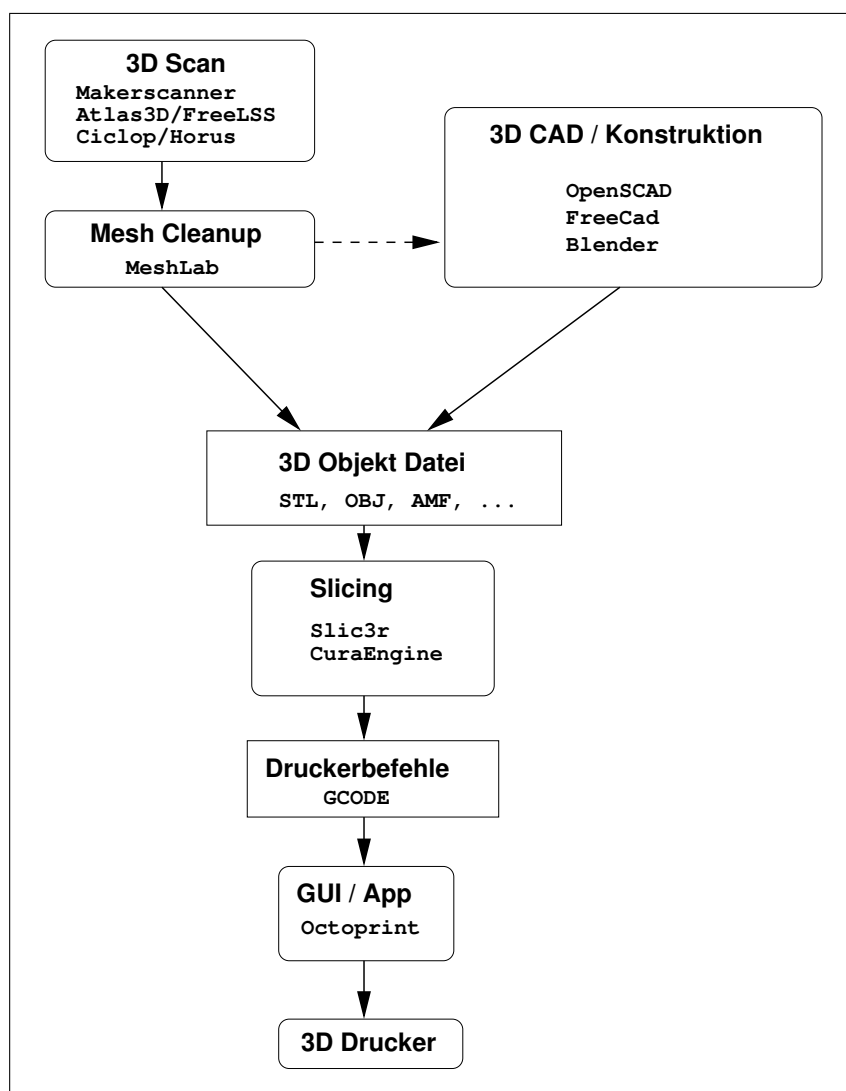 3D Scan
Makerscanner
Atlas3D/FreeLSS
Ciclop/Horus
Mesh Cleanup
MeshLab
3D CAD / Konstruktion
OpenSCAD
FreeCad
Blender
3D Objekt Datei
STL, OBJ, AMF, ...
Slicing
Slic3r
CuraEngine
Druckerbefehle
GCODE
GUI / App
Octoprint
3D Drucker